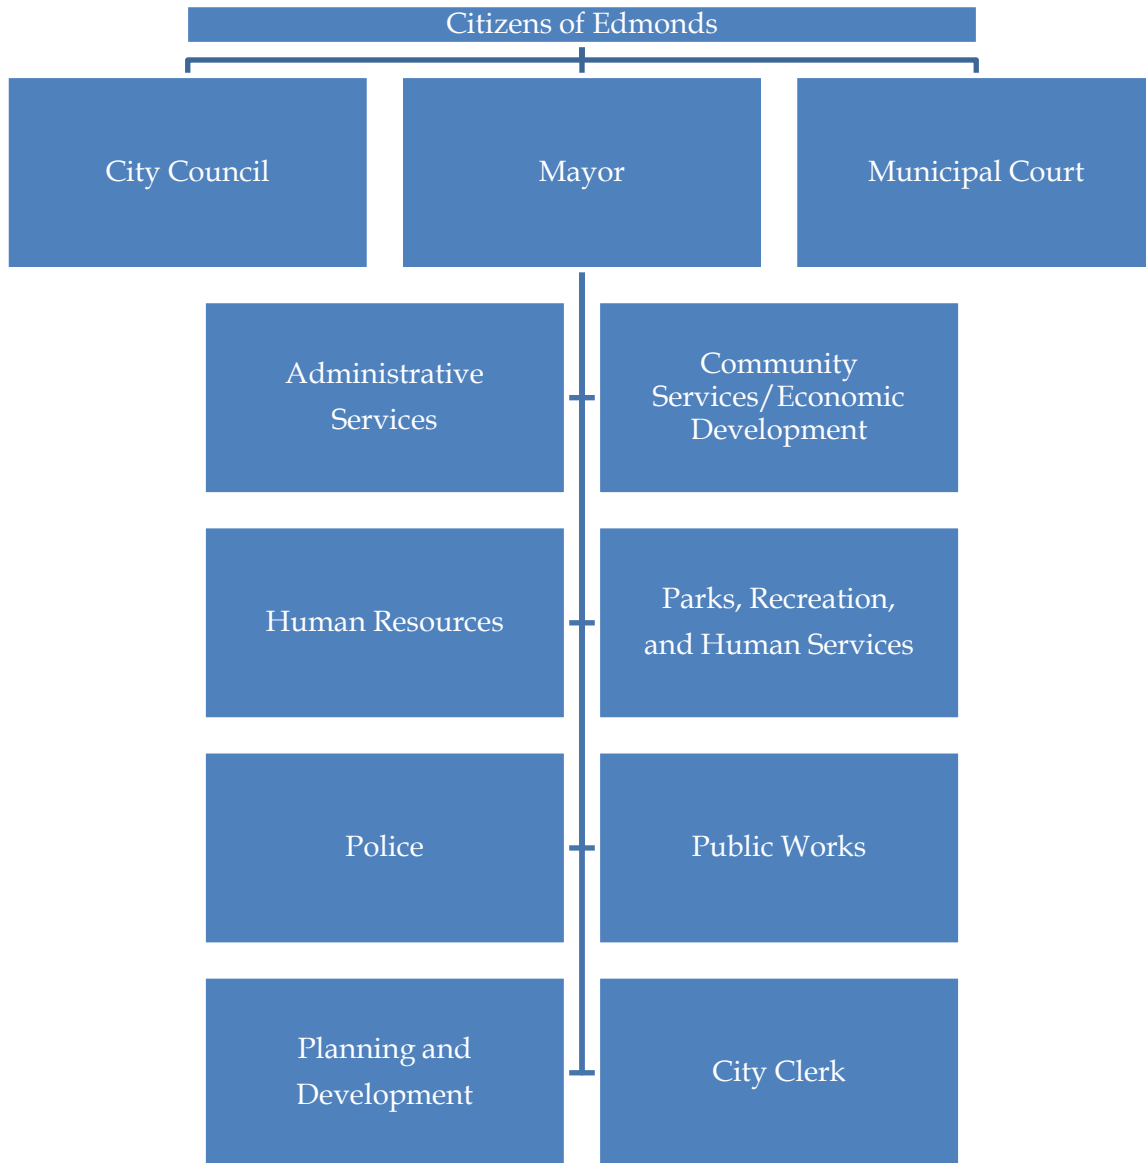 Citizens of Edmonds
City Council
Mayor
Municipal Court
Administrative
Services
Community
Services/Economic
Development
Human Resources
Parks, Recreation,
and Human Services
Police
Public Works
Planning and
Development
City Clerk